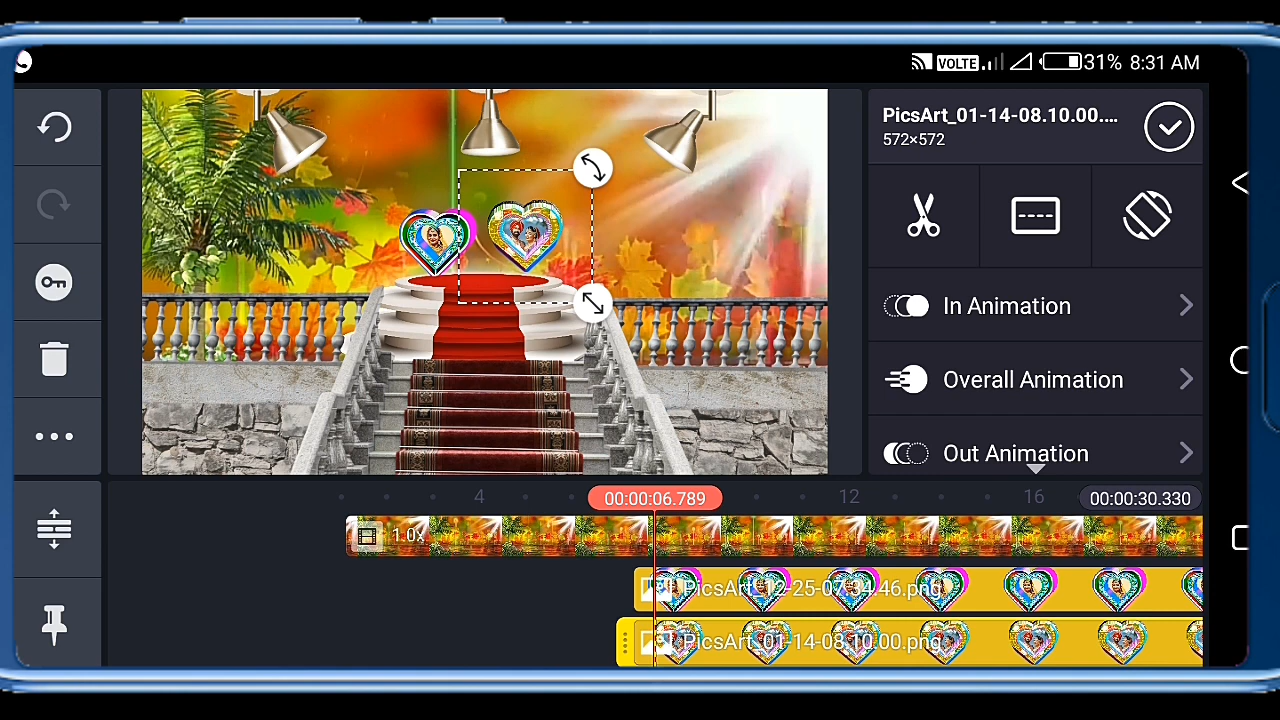 VOLTE 31% 8:31 AM
PicsArt_01-14-08.10.00....
572×572
In Animation
Overall Animation
Out Animation
4 00:00:06.789 12 16 00:00:30.330
1.0x
PicsArt_12-25-07.34.46.png
PicsArt_01-14-08.10.00.png